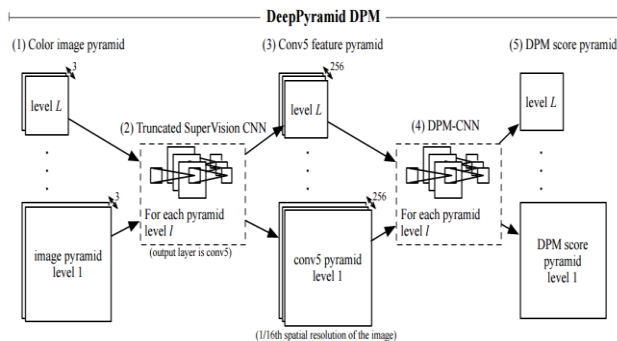 DeepPyramid DPM
(1) Color image pyramid
(3) Conv5 feature pyramid
(5) DPM score pyramid
3
256
level L
level L
level L
(2) Truncated SuperVision CNN
(4) DPM-CNN
For each pyramid
level l
(output layer is conv5)
For each pyramid
level l
3
256
image pyramid
level 1
conv5 pyramid
level 1
DPM score
pyramid
level 1
(1/16th spatial resolution of the image)